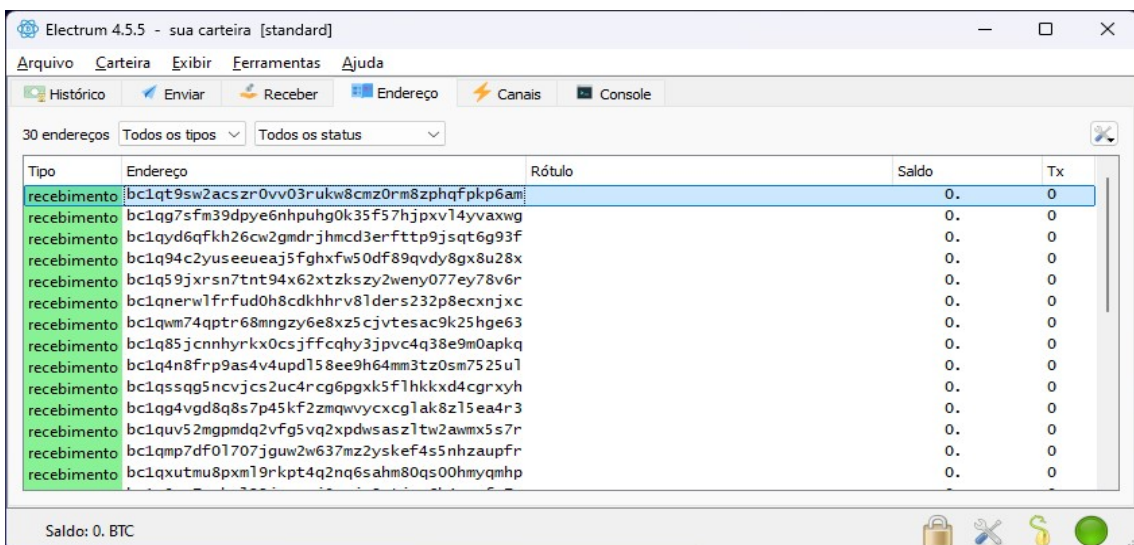 Electrum 4.5.5 - sua carteira [standard]
Arquivo Carteira Exibir Ferramentas Ajuda
Histórico Enviar Receber Endereço Canais Console
30 endereços Todos os tipos Todos os status
Tipo Endereço Rótulo Saldo Tx
recebimento bc1qt9sw2acszr0vv03rukw8cmz0rm8zphqfpkp6am 0. 0
recebimento bc1qg7sfm39dpye6nhpuhg0k35f57hjpxvl4yvaxwg 0. 0
recebimento bc1qyd6qfkh26cw2gmdrjhmcd3erfttp9jsqt6g93f 0. 0
recebimento bc1q94c2yuseeueaj5fghxfw50df89qvdy8gx8u28x 0. 0
recebimento bc1q59jxrsn7tnt94x62xtzkszy2weny077ey78v6r 0. 0
recebimento bc1qnerwlfrfud0h8cdkhhrv8lders232p8ecxnjxc 0. 0
recebimento bc1qwm74qptr68mngzy6e8xz5cjvtesac9k25hge63 0. 0
recebimento bc1q85jcnnhyrkx0csjffcqhy3jpvc4q38e9m0apkq 0. 0
recebimento bc1q4n8frp9as4v4updl58ee9h64mm3tz0sm7525ul 0. 0
recebimento bc1qssqg5ncvjcs2uc4rcg6pgxk5flhkkxd4cgrxyh 0. 0
recebimento bc1qg4vgd8q8s7p45kf2zmqwvycxcglak8zl5ea4r3 0. 0
recebimento bc1quv52mgpmdq2vfg5vq2xpdwsaszltw2awmx5s7r 0. 0
recebimento bc1qmp7df0l707jguw2w637mz2yskef4s5nhzaupfr 0. 0
recebimento bc1qxutmu8pxml9rkpt4q2nq6sahm80qs00hmyqmhp 0. 0
Saldo: 0. BTC